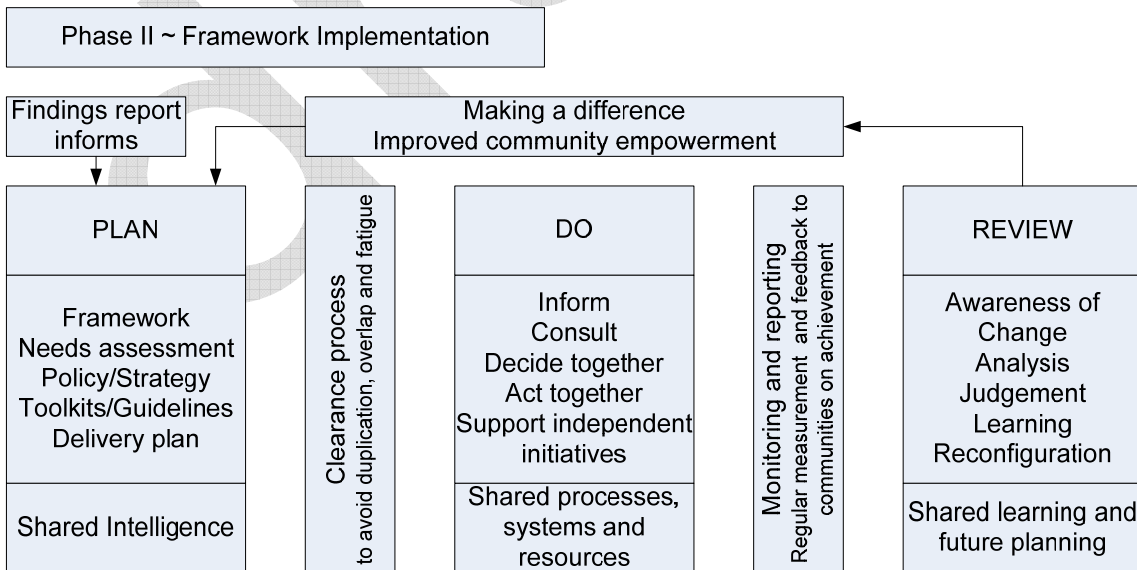 Phase II ~ Framework Implementation
Findings report
informs
Making a difference
Improved community empowerment
PLAN
Framework
Needs assessment
Policy/Strategy
Toolkits/Guidelines
Delivery plan
Shared Intelligence
Clearance process
to avoid duplication, overlap and fatigue
DO
Inform
Consult
Decide together
Act together
Support independent
initiatives
Shared processes,
systems and
resources
Monitoring and reporting
Regular measurement and feedback to
communities on achievement
REVIEW
Awareness of
Change
Analysis
Judgement
Learning
Reconfiguration
Shared learning and
future planning